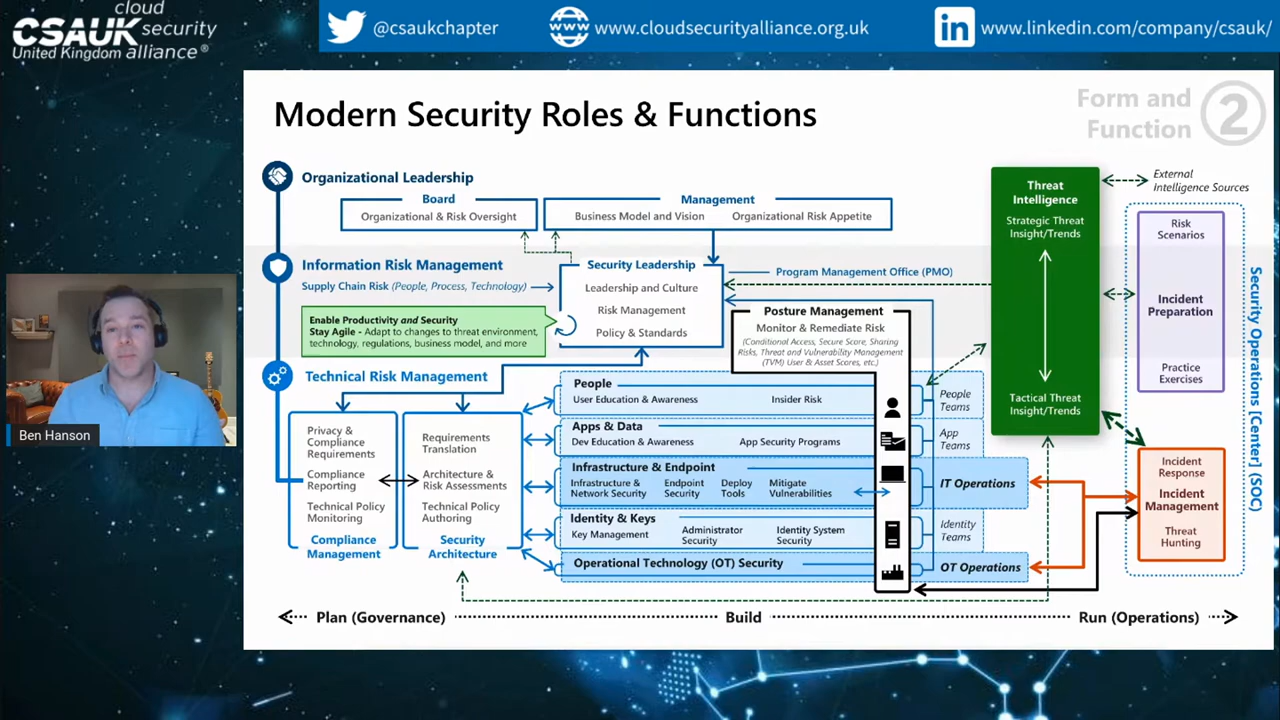 cloud
CSAUK security
United Kingdom alliance®
@csaukchapter
www.cloudsecurityalliance.org.uk
www.linkedin.com/company/csauk/
Modern Security Roles & Functions
Form and
Function
2
Organizational Leadership
Board
Organizational & Risk Oversight
Management
Business Model and Vision Organizational Risk Appetite
Information Risk Management
Supply Chain Risk (People, Process, Technology)
Enable Productivity and Security
Stay Agile - Adapt to changes to threat environment,
technology, regulations, business model, and more
Security Leadership
Leadership and Culture
Risk Management
Policy & Standards
Program Management Office (PMO)
Posture Management
Monitor & Remediate Risk
(Conditional Access, Secure Score, Sharing
Risks, Threat and Vulnerability Management
(TVM) User & Asset Scores, etc.)
Technical Risk Management
Privacy &
Compliance
Requirements
Compliance
Reporting
Technical Policy
Monitoring
Compliance
Management
Requirements
Translation
Architecture &
Risk Assessments
Technical Policy
Authoring
Security
Architecture
People
User Education & Awareness Insider Risk
People
Teams
Apps & Data
Dev Education & Awareness App Security Programs
App
Teams
Infrastructure & Endpoint
Infrastructure &
Network Security
Endpoint
Security
Deploy
Tools
Mitigate
Vulnerabilities
IT Operations
Identity & Keys
Key Management
Administrator
Security
Identity System
Security
Identity
Teams
Operational Technology (OT) Security
OT Operations
Threat
Intelligence
Strategic Threat
Insight/Trends
Tactical Threat
Insight/Trends
External
Intelligence Sources
Risk
Scenarios
Incident
Preparation
Practice
Exercises
Incident
Response
Incident
Management
Threat
Hunting
Security Operations [Center] (SOC)
Plan (Governance) Build Run (Operations)
Ben Hanson